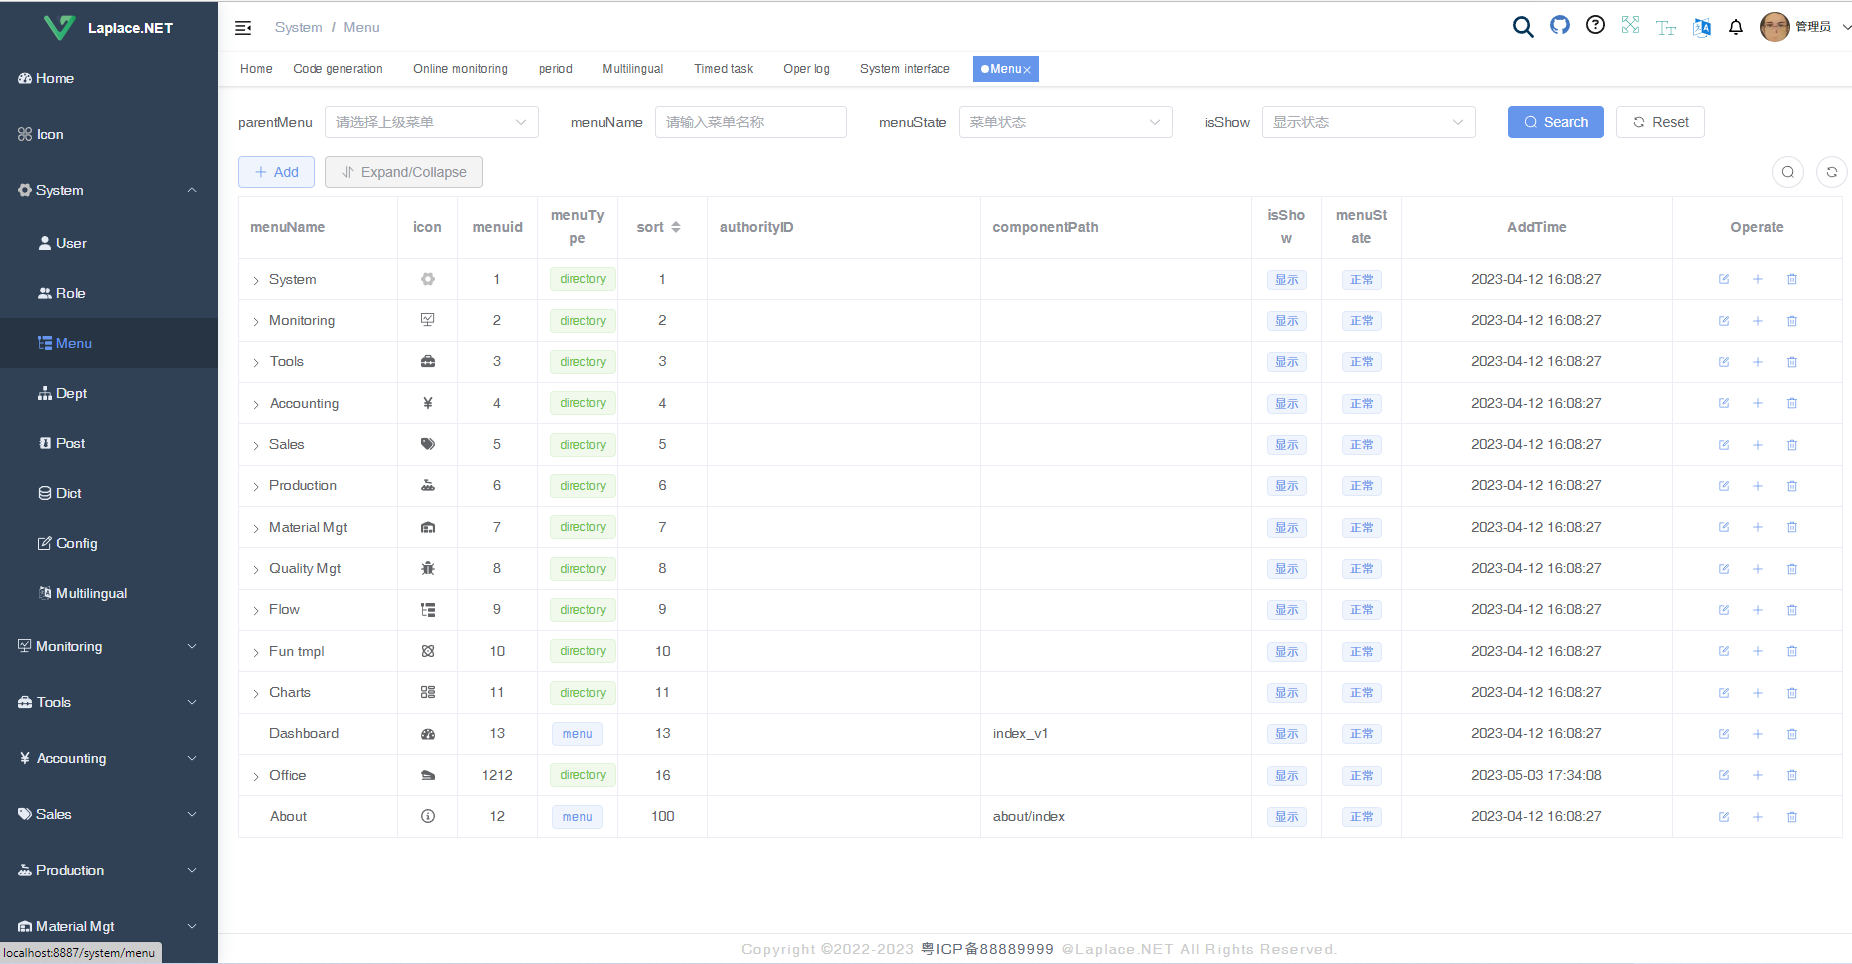 Laplace.NET
Home
Icon
System
User
Role
Menu
Dept
Post
Dict
Config
Multilingual
Monitoring
Tools
Accounting
Sales
Production
Material Mgt
localhost:8887/system/menu
System / Menu
管理员
Home Code generation Online monitoring period Multilingual Timed task Oper log System interface Menu
parentMenu 请选择上级菜单 menuName 请输入菜单名称 menuState 菜单状态 isShow 显示状态 Search Reset
Add Expand/Collapse
menuName icon menuid menuType sort authorityID componentPath isShow menuState AddTime Operate
System 1 directory 1 显示 正常 2023-04-12 16:08:27
Monitoring 2 directory 2 显示 正常 2023-04-12 16:08:27
Tools 3 directory 3 显示 正常 2023-04-12 16:08:27
Accounting 4 directory 4 显示 正常 2023-04-12 16:08:27
Sales 5 directory 5 显示 正常 2023-04-12 16:08:27
Production 6 directory 6 显示 正常 2023-04-12 16:08:27
Material Mgt 7 directory 7 显示 正常 2023-04-12 16:08:27
Quality Mgt 8 directory 8 显示 正常 2023-04-12 16:08:27
Flow 9 directory 9 显示 正常 2023-04-12 16:08:27
Fun tmpl 10 directory 10 显示 正常 2023-04-12 16:08:27
Charts 11 directory 11 显示 正常 2023-04-12 16:08:27
Dashboard 13 menu 13 index_v1 显示 正常 2023-04-12 16:08:27
Office 1212 directory 16 显示 正常 2023-05-03 17:34:08
About 12 menu 100 about/index 显示 正常 2023-04-12 16:08:27
Copyright ©2022-2023 粤ICP备88889999 @Laplace.NET All Rights Reserved.